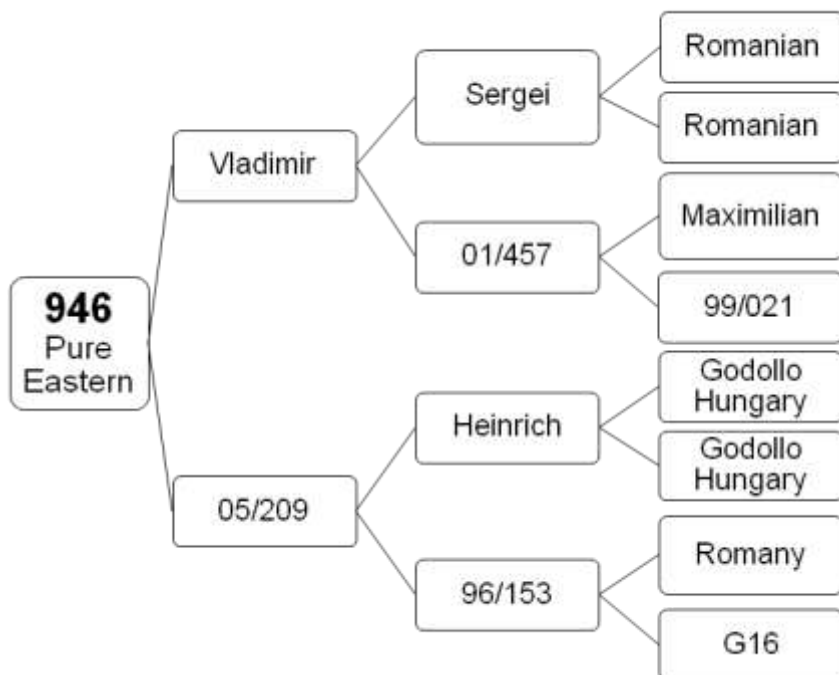 946
Pure
Eastern
Vladimir
05/209
Sergei
01/457
Heinrich
96/153
Romanian
Romanian
Maximilian
99/021
Godollo
Hungary
Godollo
Hungary
Romany
G16